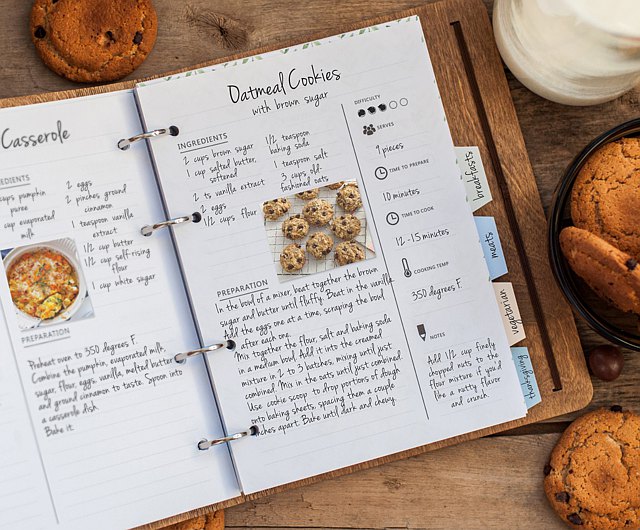 Casserole
EDIENTS
cups pumpkin
puree
cup evaporated
milk
2 eggs
2 pinches ground
cinnamon
1 teaspoon vanilla
extract
1/2 cup butter
1/2 cup self-rising
flour
1 cup white sugar
PREPARATION
Preheat oven to 350 degrees F.
Combine the pumpkin, evaporated milk,
sugar, flour, eggs, vanilla, melted butter,
and ground cinnamon to taste. Spoon into
a casserole dish.
Bake it.
Oatmeal Cookies
with brown sugar
INGREDIENTS
2 cups brown sugar
1 cup salted butter,
softened
2 ts vanilla extract
2 eggs
1/2 cups flour
1/2 teaspoon
baking soda
1 teaspoon salt
3 cups old-
fashioned oats
PREPARATION
In the bowl of a mixer, beat together the brown
sugar and butter until fluffy. Beat in the vanilla.
Add the eggs one at a time, scraping the bowl
after each one.
Mix together the flour, salt and baking soda
in a medium bowl. Add it into the creamed
mixture in 2 to 3 batches, mixing until just
combined. Mix in the oats until just combined.
Use cookie scoop to drop portions of dough
onto baking sheets, spacing them a couple
inches apart. Bake until dark and chewy.
DIFFICULTY
SERVES
9 pieces
TIME TO PREPARE
10 minutes
TIME TO COOK
12-15 minutes
COOKING TEMP
350 degrees F.
NOTES
Add 1/2 cup finely
chopped nuts to the
flour mixture if you'd
like a nutty flavor
and crunch.
breakfasts
meats
vegetarian
thanksgiving